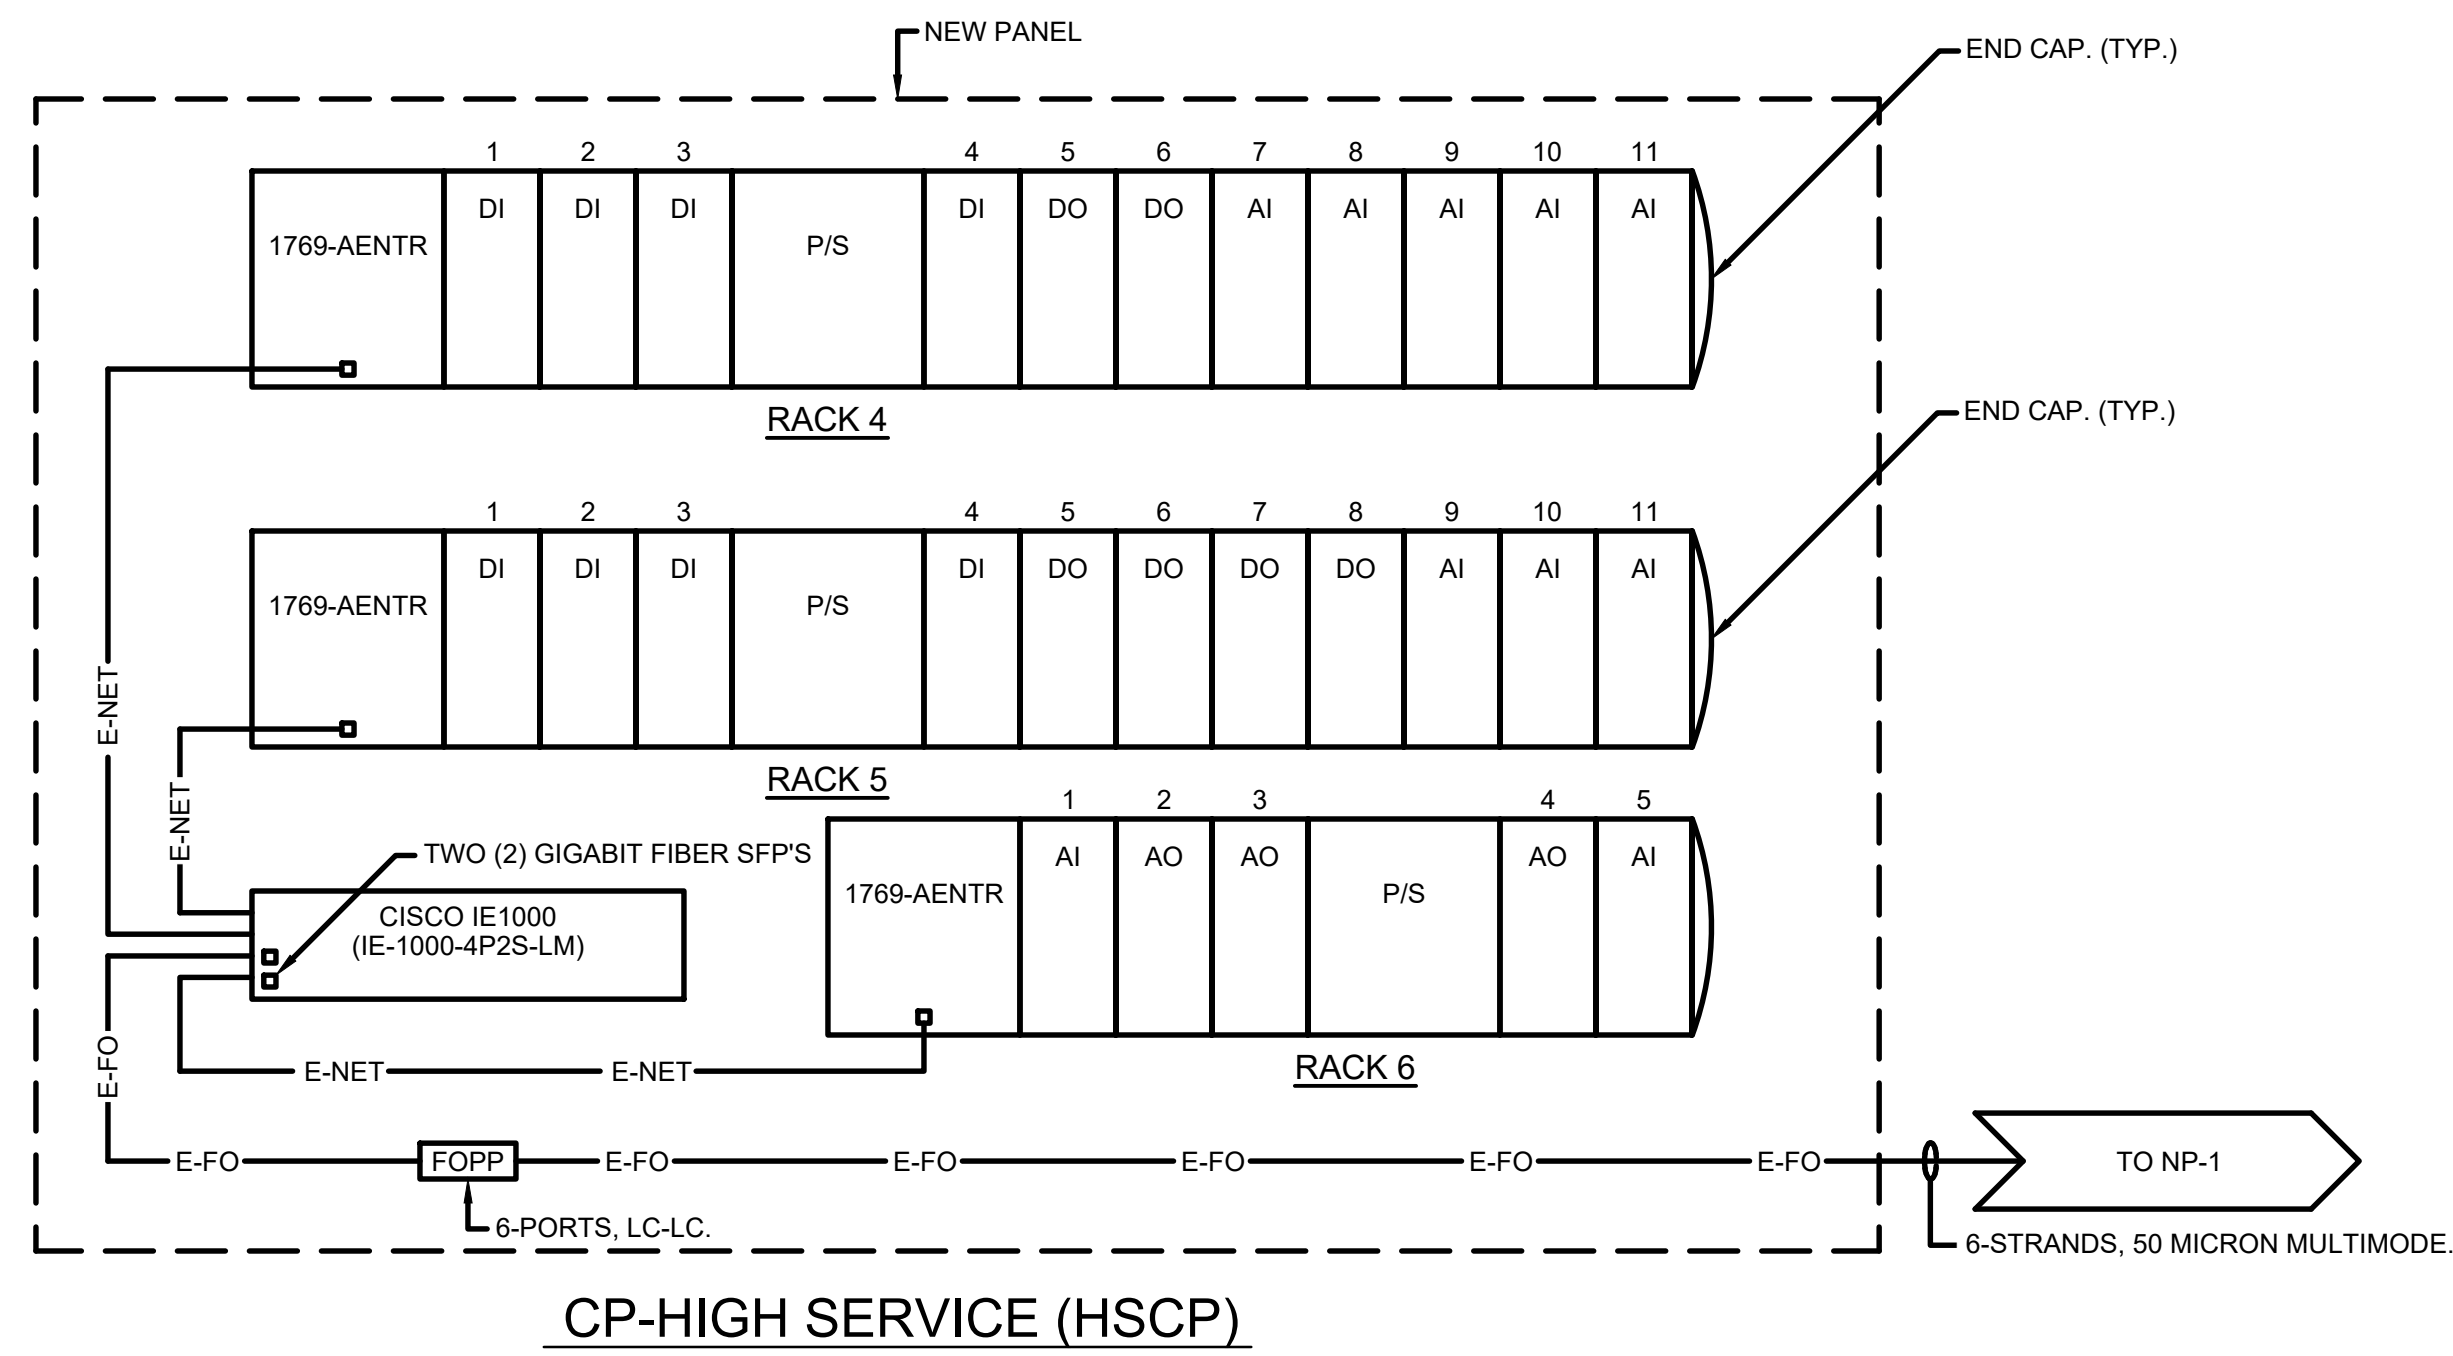 NEW PANEL
END CAP. (TYP.)
1 2 3 4 5 6 7 8 9 10 11
DI DI DI DI DO DO AI AI AI AI AI
1769-AENTR P/S
RACK 4
END CAP. (TYP.)
1 2 3 4 5 6 7 8 9 10 11
DI DI DI DI DO DO DO DO AI AI AI
1769-AENTR P/S
E-NET
RACK 5
E-NET
1 2 3 4 5
TWO (2) GIGABIT FIBER SFP'S
AI AO AO AO AI
1769-AENTR P/S
CISCO IE1000
(IE-1000-4P2S-LM)
E-FO
E-NET E-NET
RACK 6
E-FO FOPP E-FO E-FO E-FO E-FO E-FO TO NP-1
6-PORTS, LC-LC.
6-STRANDS, 50 MICRON MULTIMODE.
CP-HIGH SERVICE (HSCP)